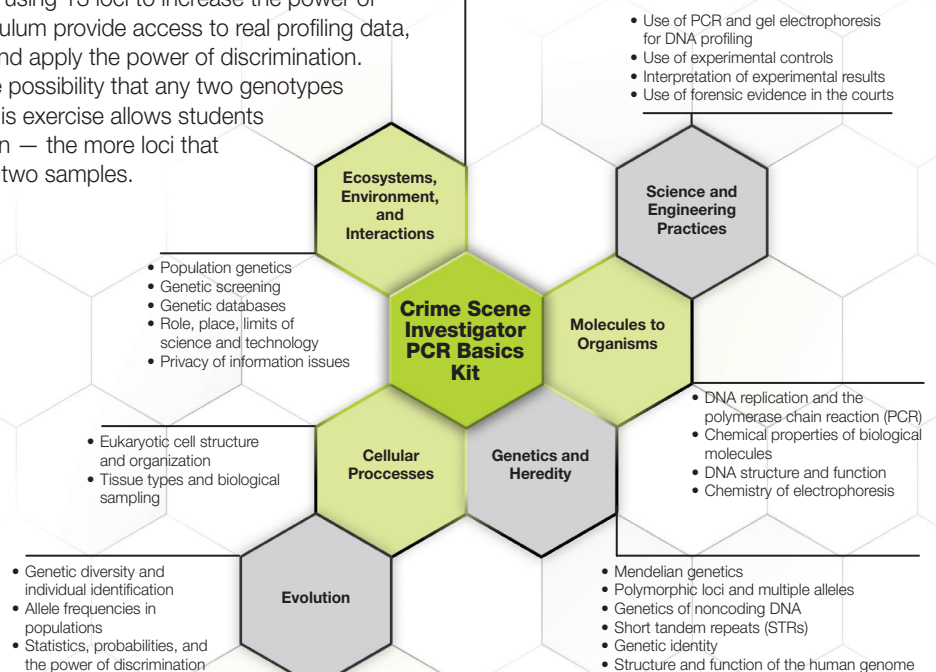 using 13 loci to increase the power of
ulum provide access to real profiling data,
nd apply the power of discrimination.
e possibility that any two genotypes
is exercise allows students
n — the more loci that
two samples.
• Use of PCR and gel electrophoresis
for DNA profiling
• Use of experimental controls
• Interpretation of experimental results
• Use of forensic evidence in the courts
Ecosystems,
Environment,
and
Interactions
Science and
Engineering
Practices
• Population genetics
• Genetic screening
• Genetic databases
• Role, place, limits of
science and technology
• Privacy of information issues
Crime Scene
Investigator
PCR Basics
Kit
Molecules to
Organisms
• DNA replication and the
polymerase chain reaction (PCR)
• Chemical properties of biological
molecules
• DNA structure and function
• Chemistry of electrophoresis
• Eukaryotic cell structure
and organization
• Tissue types and biological
sampling
Cellular
Proccesses
Genetics and
Heredity
• Genetic diversity and
individual identification
• Allele frequencies in
populations
• Statistics, probabilities, and
the power of discrimination
Evolution
• Mendelian genetics
• Polymorphic loci and multiple alleles
• Genetics of noncoding DNA
• Short tandem repeats (STRs)
• Genetic identity
• Structure and function of the human genome